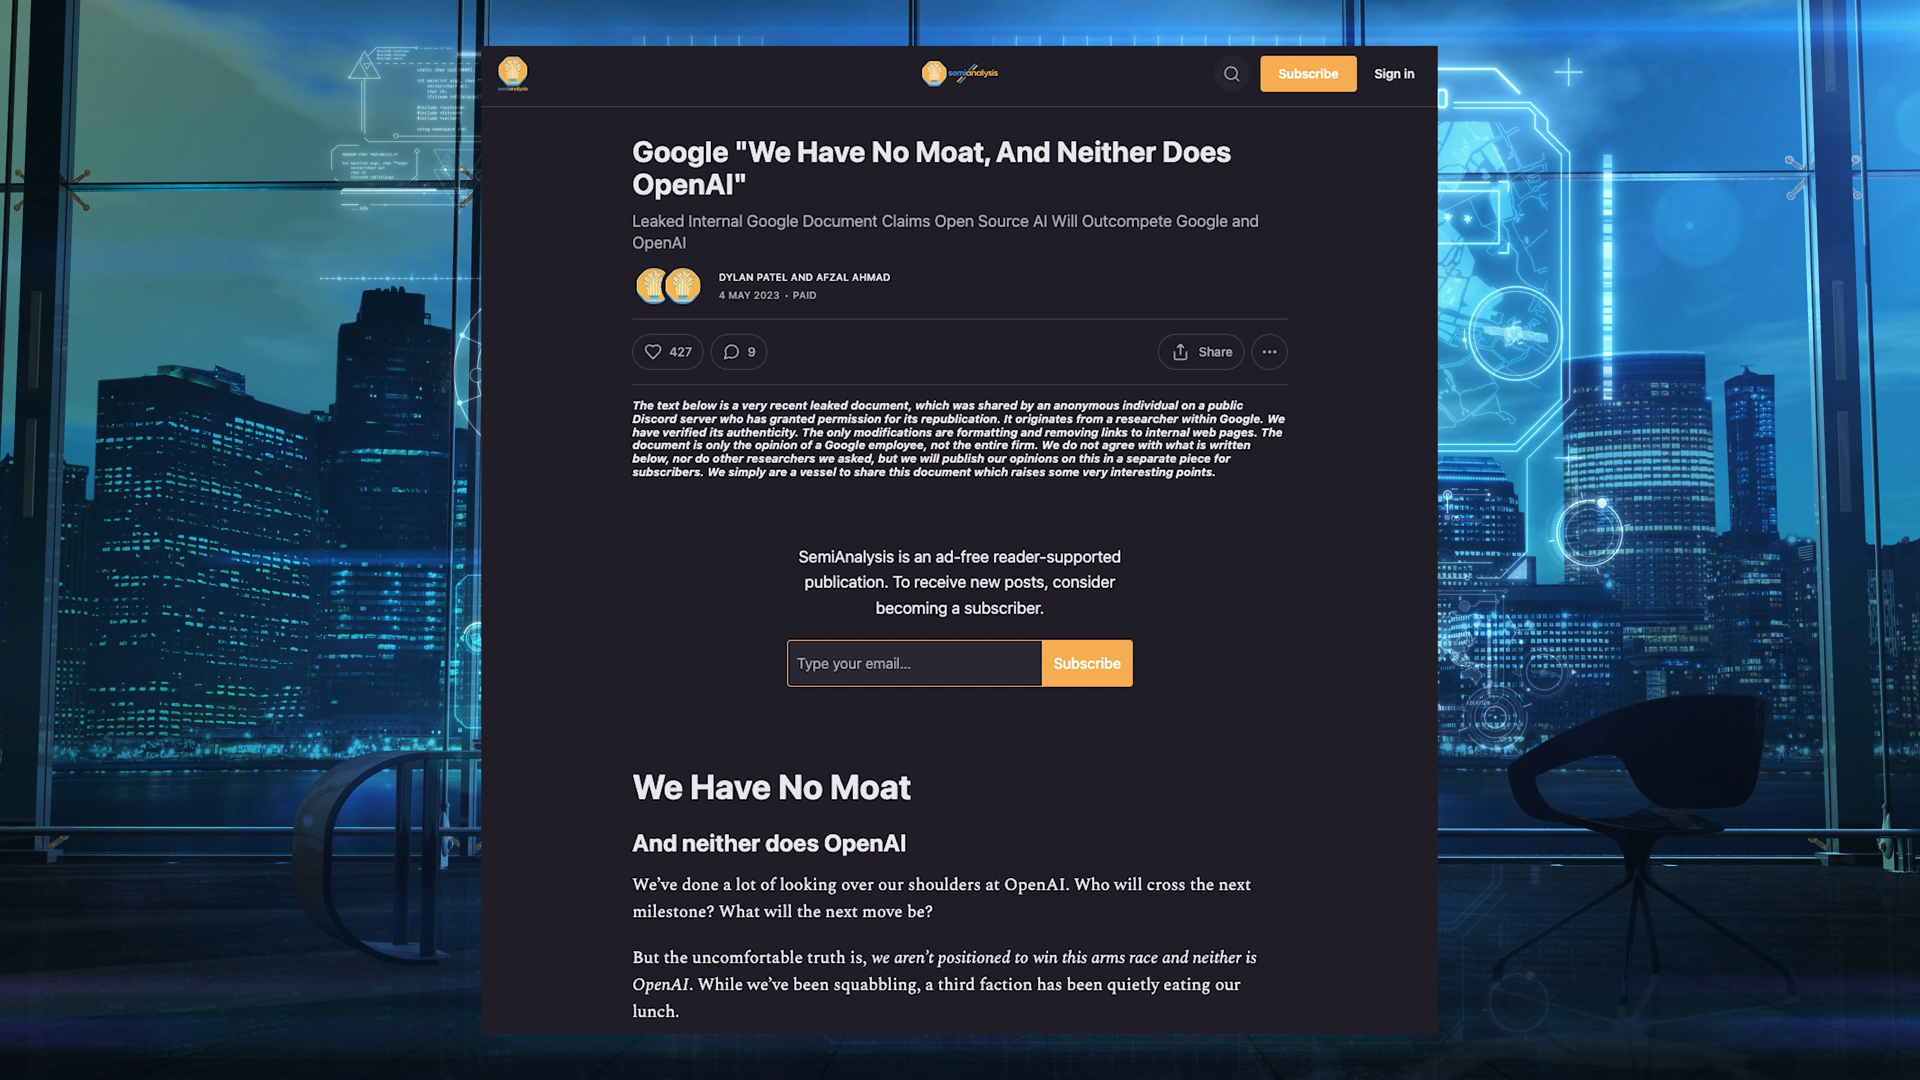 semianalysis
semianalysis
Subscribe
Sign in
Google "We Have No Moat, And Neither Does
OpenAI"
Leaked Internal Google Document Claims Open Source AI Will Outcompete Google and
OpenAI
DYLAN PATEL AND AFZAL AHMAD
4 MAY 2023 · PAID
427
9
Share
The text below is a very recent leaked document, which was shared by an anonymous individual on a public
Discord server who has granted permission for its republication. It originates from a researcher within Google. We
have verified its authenticity. The only modifications are formatting and removing links to internal web pages. The
document is only the opinion of a Google employee, not the entire firm. We do not agree with what is written
below, nor do other researchers we asked, but we will publish our opinions on this in a separate piece for
subscribers. We simply are a vessel to share this document which raises some very interesting points.
SemiAnalysis is an ad-free reader-supported
publication. To receive new posts, consider
becoming a subscriber.
Type your email...
Subscribe
We Have No Moat
And neither does OpenAI
We’ve done a lot of looking over our shoulders at OpenAI. Who will cross the next
milestone? What will the next move be?
But the uncomfortable truth is, we aren’t positioned to win this arms race and neither is
OpenAI. While we’ve been squabbling, a third faction has been quietly eating our
lunch.